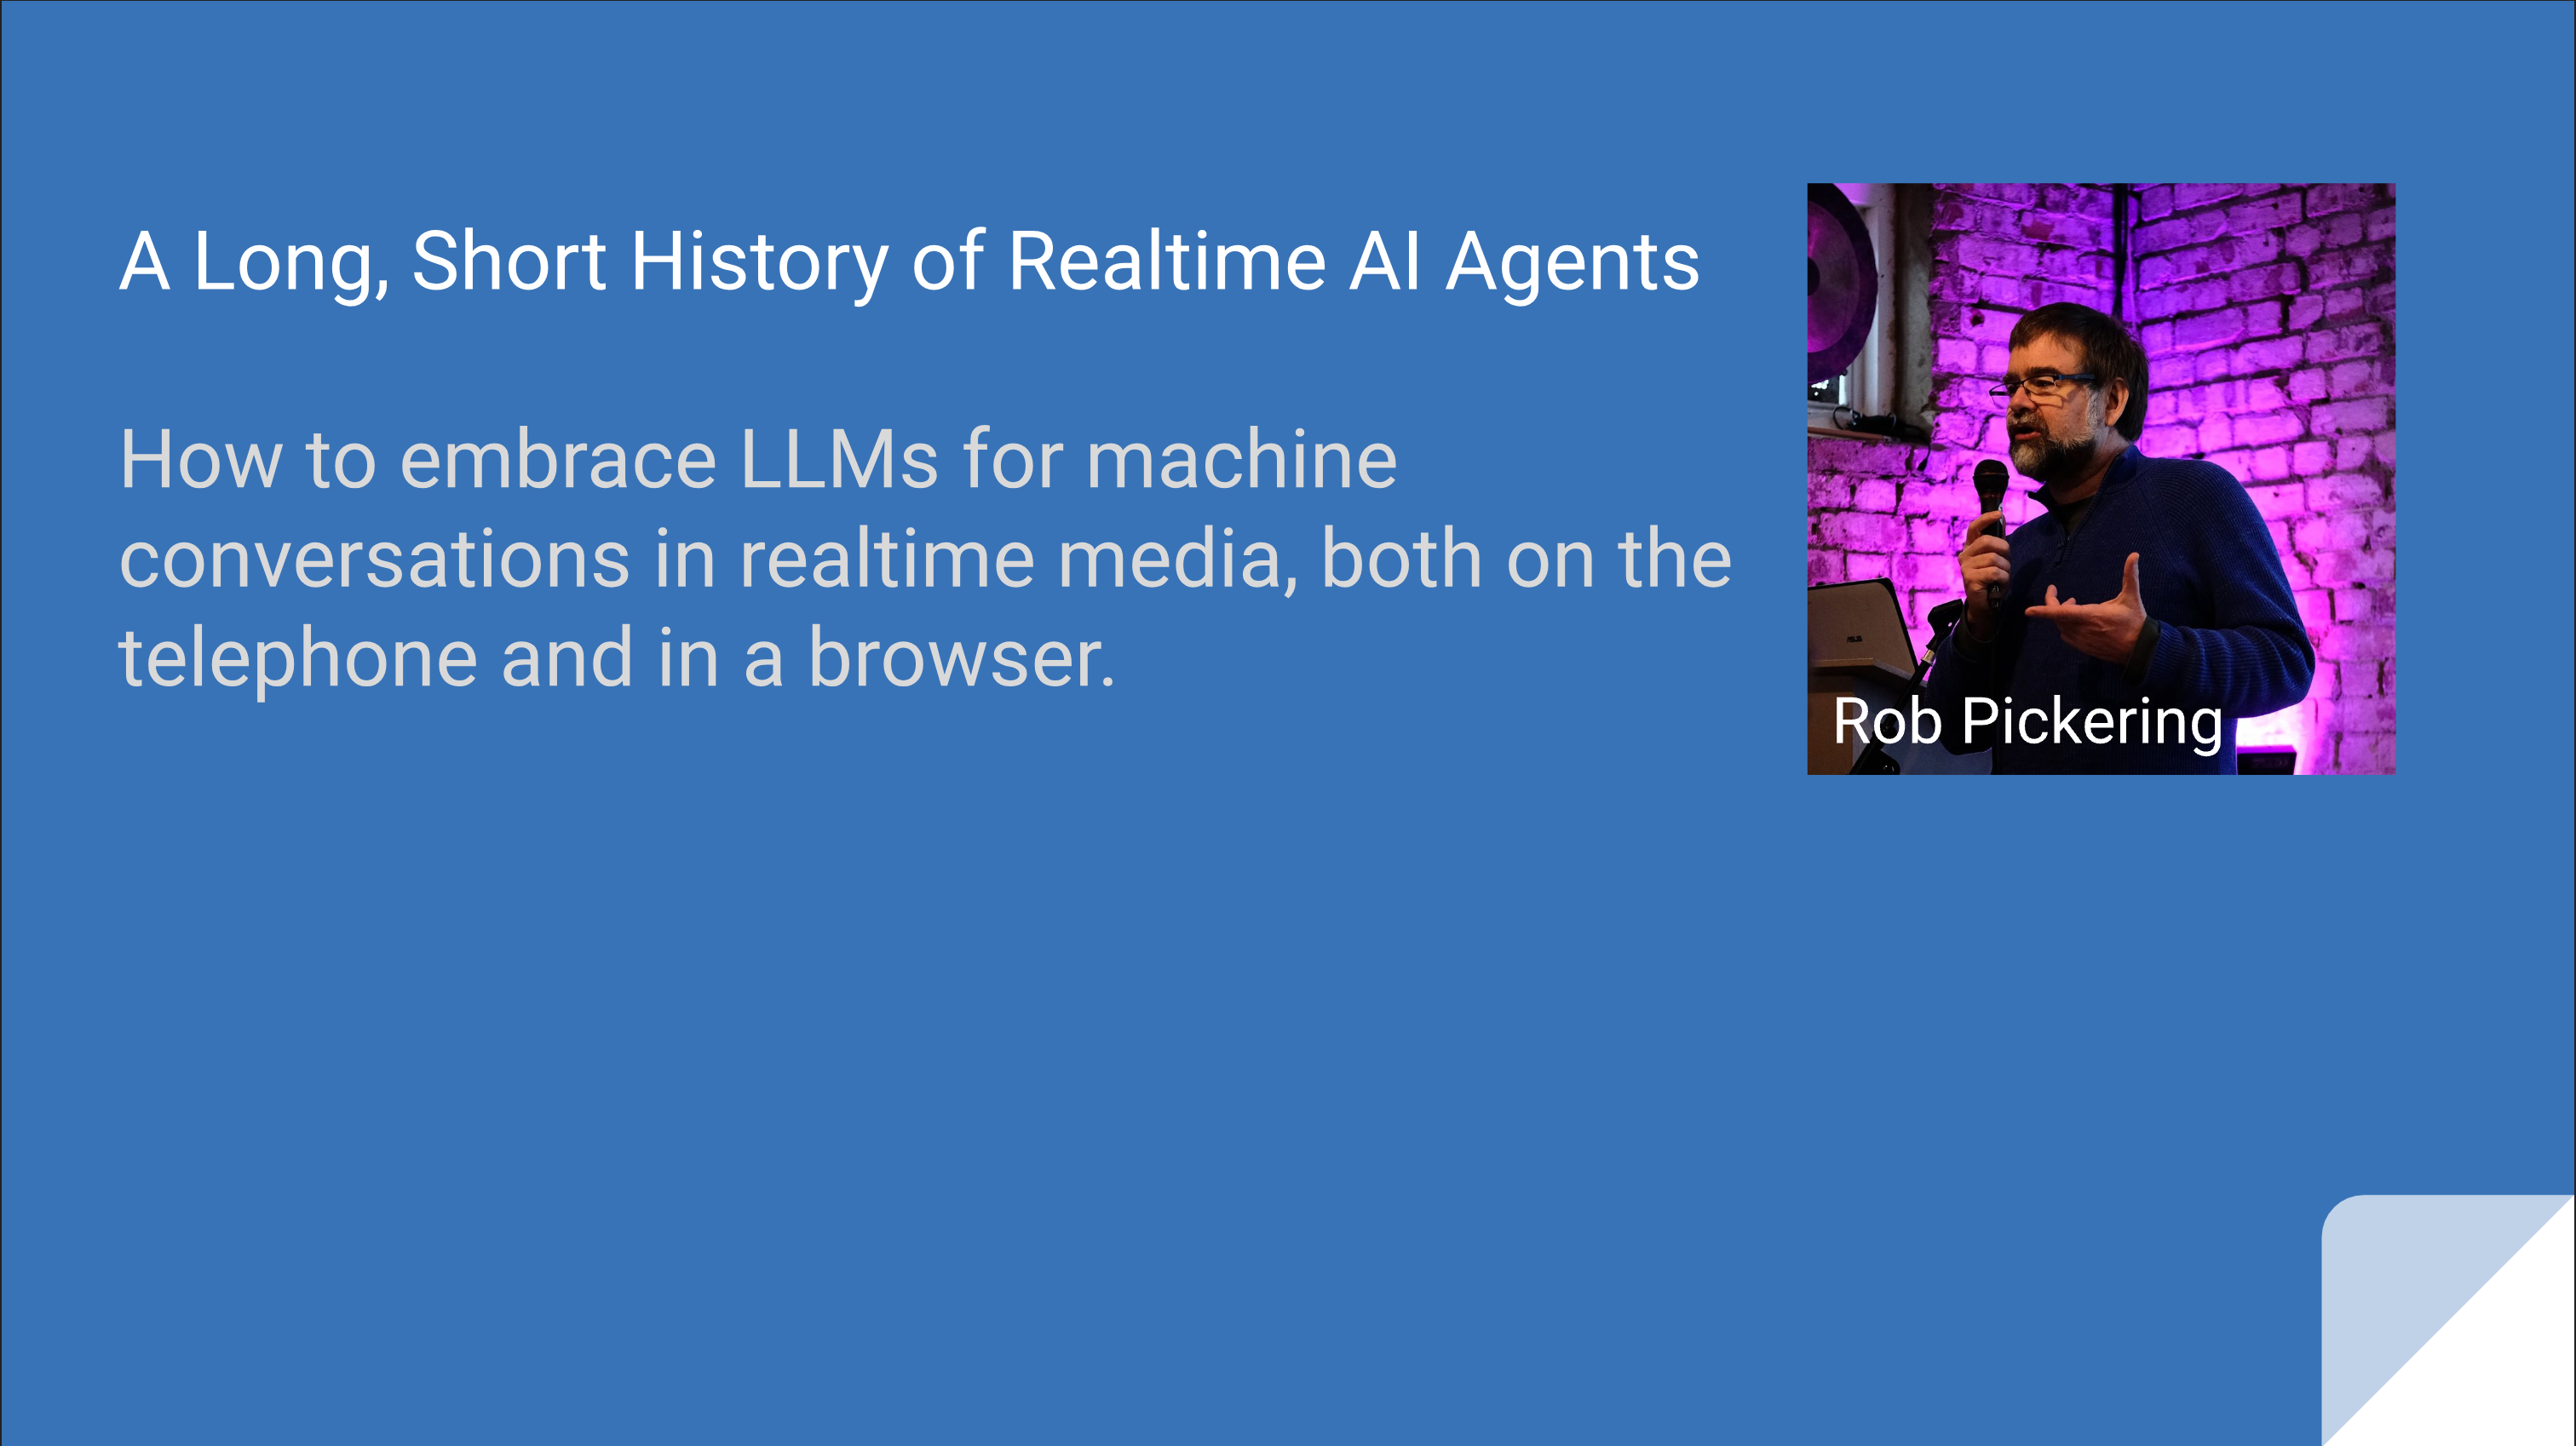 A Long, Short History of Realtime AI Agents
How to embrace LLMs for machine
conversations in realtime media, both on the
telephone and in a browser.
Rob Pickering
ASUS